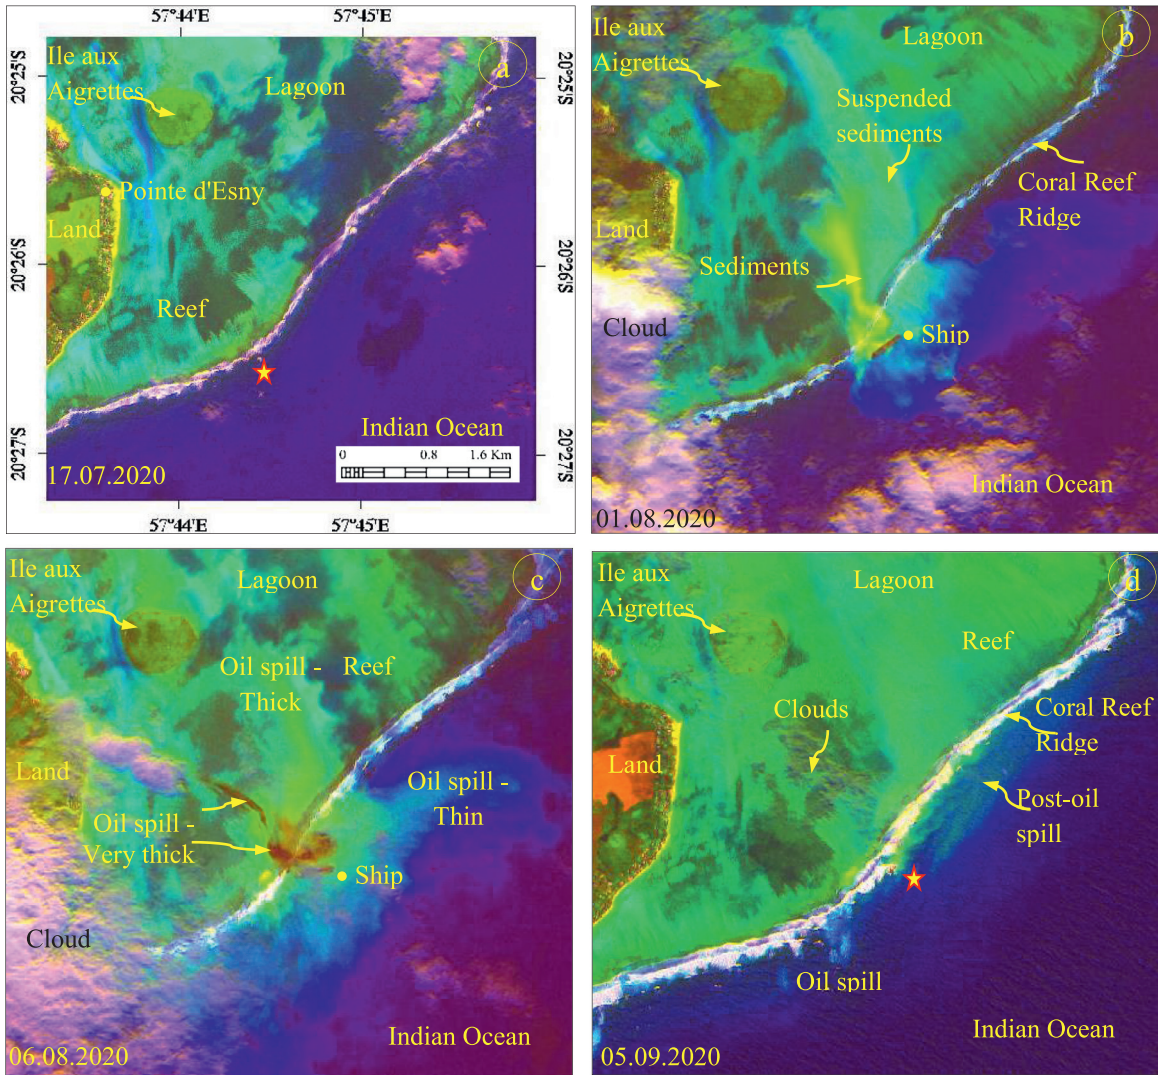 57°44'E
57°45'E
20°25'S
20°25'S
Ile aux
Aigrettes
Lagoon
a
Pointe d'Esny
Land
20°26'S
20°26'S
Reef
Indian Ocean
0
0.8
1.6 Km
20°27'S
20°27'S
17.07.2020
57°44'E
57°45'E
Ile aux
Aigrettes
Lagoon
b
Suspended
sediments
Coral Reef
Ridge
Sediments
Cloud
Ship
Indian Ocean
01.08.2020
Ile aux
Aigrettes
Lagoon
c
Oil spill -
Thick
Reef
Land
Oil spill -
Thin
Oil spill -
Very thick
Ship
Cloud
Indian Ocean
06.08.2020
Ile aux
Aigrettes
Lagoon
d
Reef
Clouds
Coral Reef
Ridge
Land
Post-oil
spill
Oil spill
Indian Ocean
05.09.2020